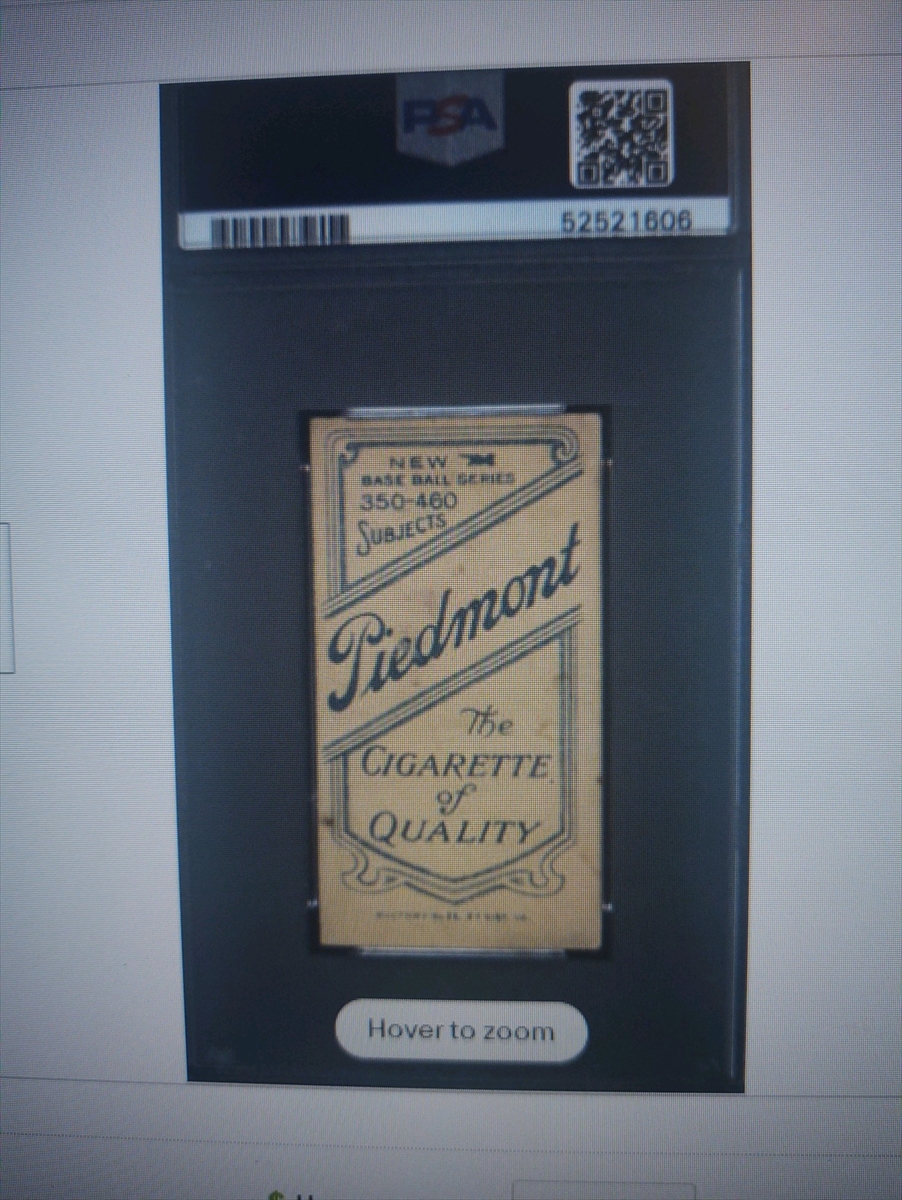 PSA
52521606
NEW
BASE BALL SERIES
350-460
SUBJECTS
Piedmont
The
CIGARETTE
of
QUALITY
Hover to zoom